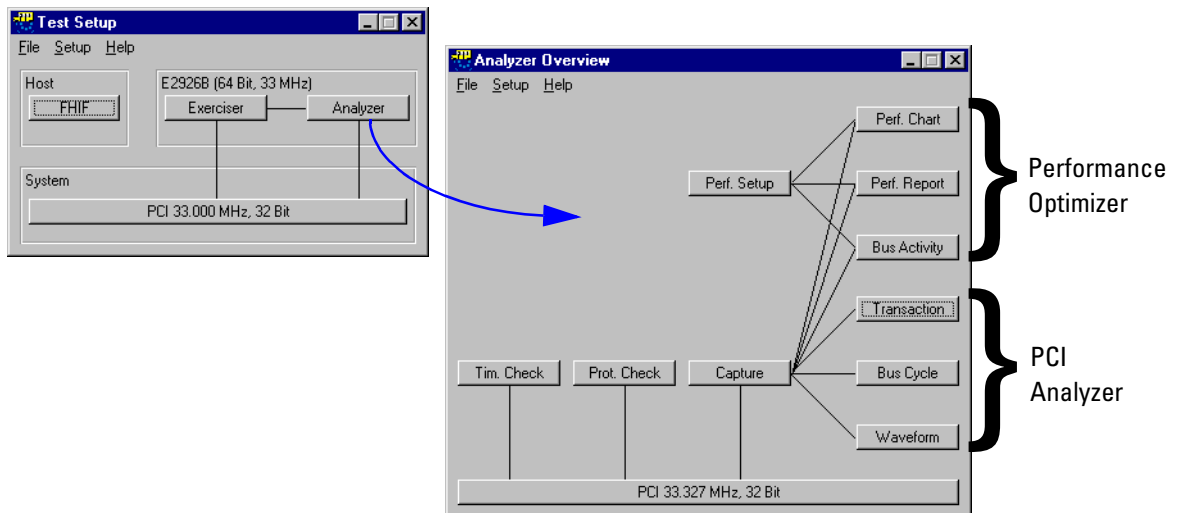 Test Setup
File Setup Help
Host
FHIF
E2926B (64 Bit, 33 MHz)
Exerciser
Analyzer
System
PCI 33.000 MHz, 32 Bit
Analyzer Overview
File Setup Help
Perf. Chart
Perf. Setup
Perf. Report
Bus Activity
Transaction
Tim. Check
Prot. Check
Capture
Bus Cycle
Waveform
PCI 33.327 MHz, 32 Bit
Performance
Optimizer
PCI
Analyzer